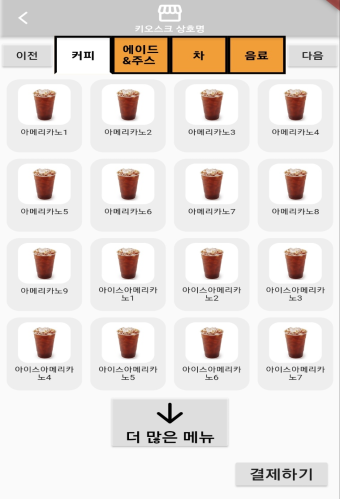 키오스크 상호명
이전
커피
에이드
&주스
차
음료
다음
아메리카노1
아메리카노2
아메리카노3
아메리카노4
아메리카노5
아메리카노6
아메리카노7
아메리카노8
아메리카노9
아이스아메리카
노1
아이스아메리카
노2
아이스아메리카
노3
아이스아메리카
노4
아이스아메리카
노5
아이스아메리카
노6
아이스아메리카
노7
더 많은 메뉴
결제하기